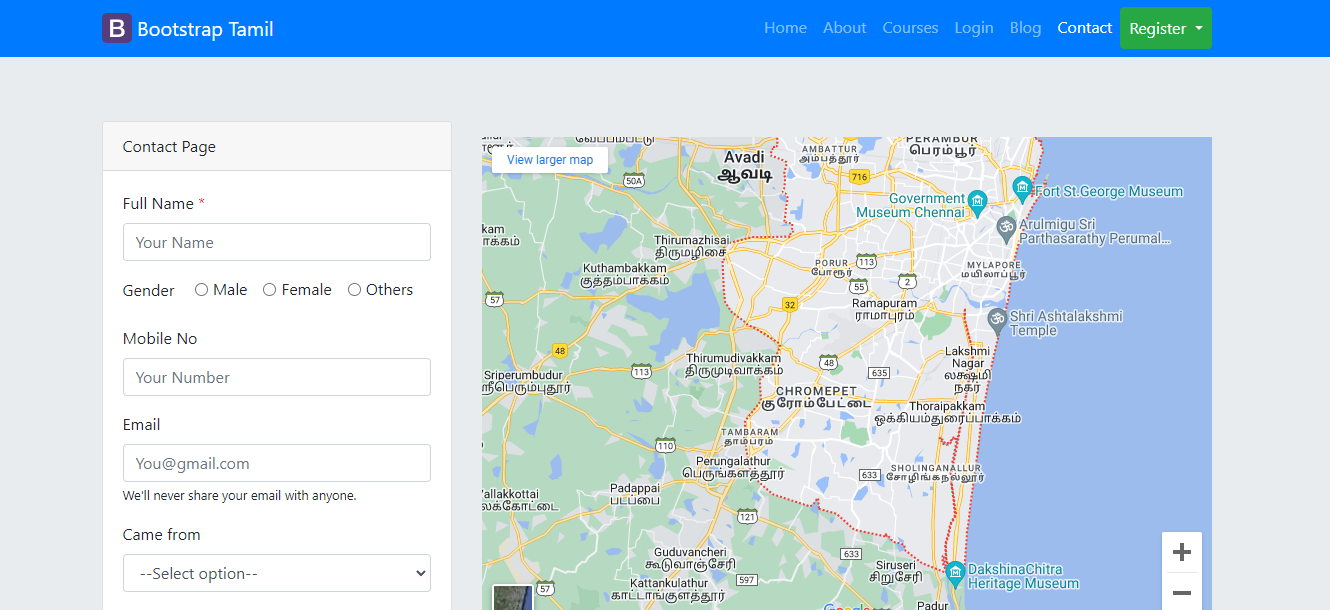 Bootstrap Tamil
Home About Courses Login Blog Contact Register
Contact Page
Full Name *
Your Name
Gender Male Female Others
Mobile No
Your Number
Email
You@gmail.com
We'll never share your email with anyone.
Came from
--Select option--
View larger map
50A
Avadi
ஆவடி
AMBATTUR
அம்பத்தூர்
PERAMBUR
பெரம்பூர்
716
Fort St.George Museum
Government
Museum Chennai
Arulmigu Sri
Parthasarathy Perumal...
Thirumazhisai
திருமழிசை
Kuthambakkam
குத்தம்பாக்கம்
PORUR
போரூர்
113
MYLAPORE
மயிலாப்பூர்
55
2
57
32
Ramapuram
ராமாபுரம்
Shri Ashtalakshmi
Temple
48
Thirumudivakkam
திருமுடிவாக்கம்
48
Lakshmi
Nagar
லக்ஷ்மி
நகர்
113
635
Sriperumbudur
CHROMEPET
குரோம்பேட்டை
Thoraipakkam
ஒக்கியம்துரைப்பாக்கம்
TAMBARAM
தாம்பரம்
110
Perungalathur
பெருங்களத்தூர்
SHOLINGANALLUR
சோழிங்கநல்லூர்
633
Padappai
படப்பை
121
Guduvancheri
கூடுவாஞ்சேரி
633
Siruseri
சிறுசேரி
DakshinaChitra
Heritage Museum
57
Kattankulathur
காட்டாங்குளத்தூர்
597
Padur
Google